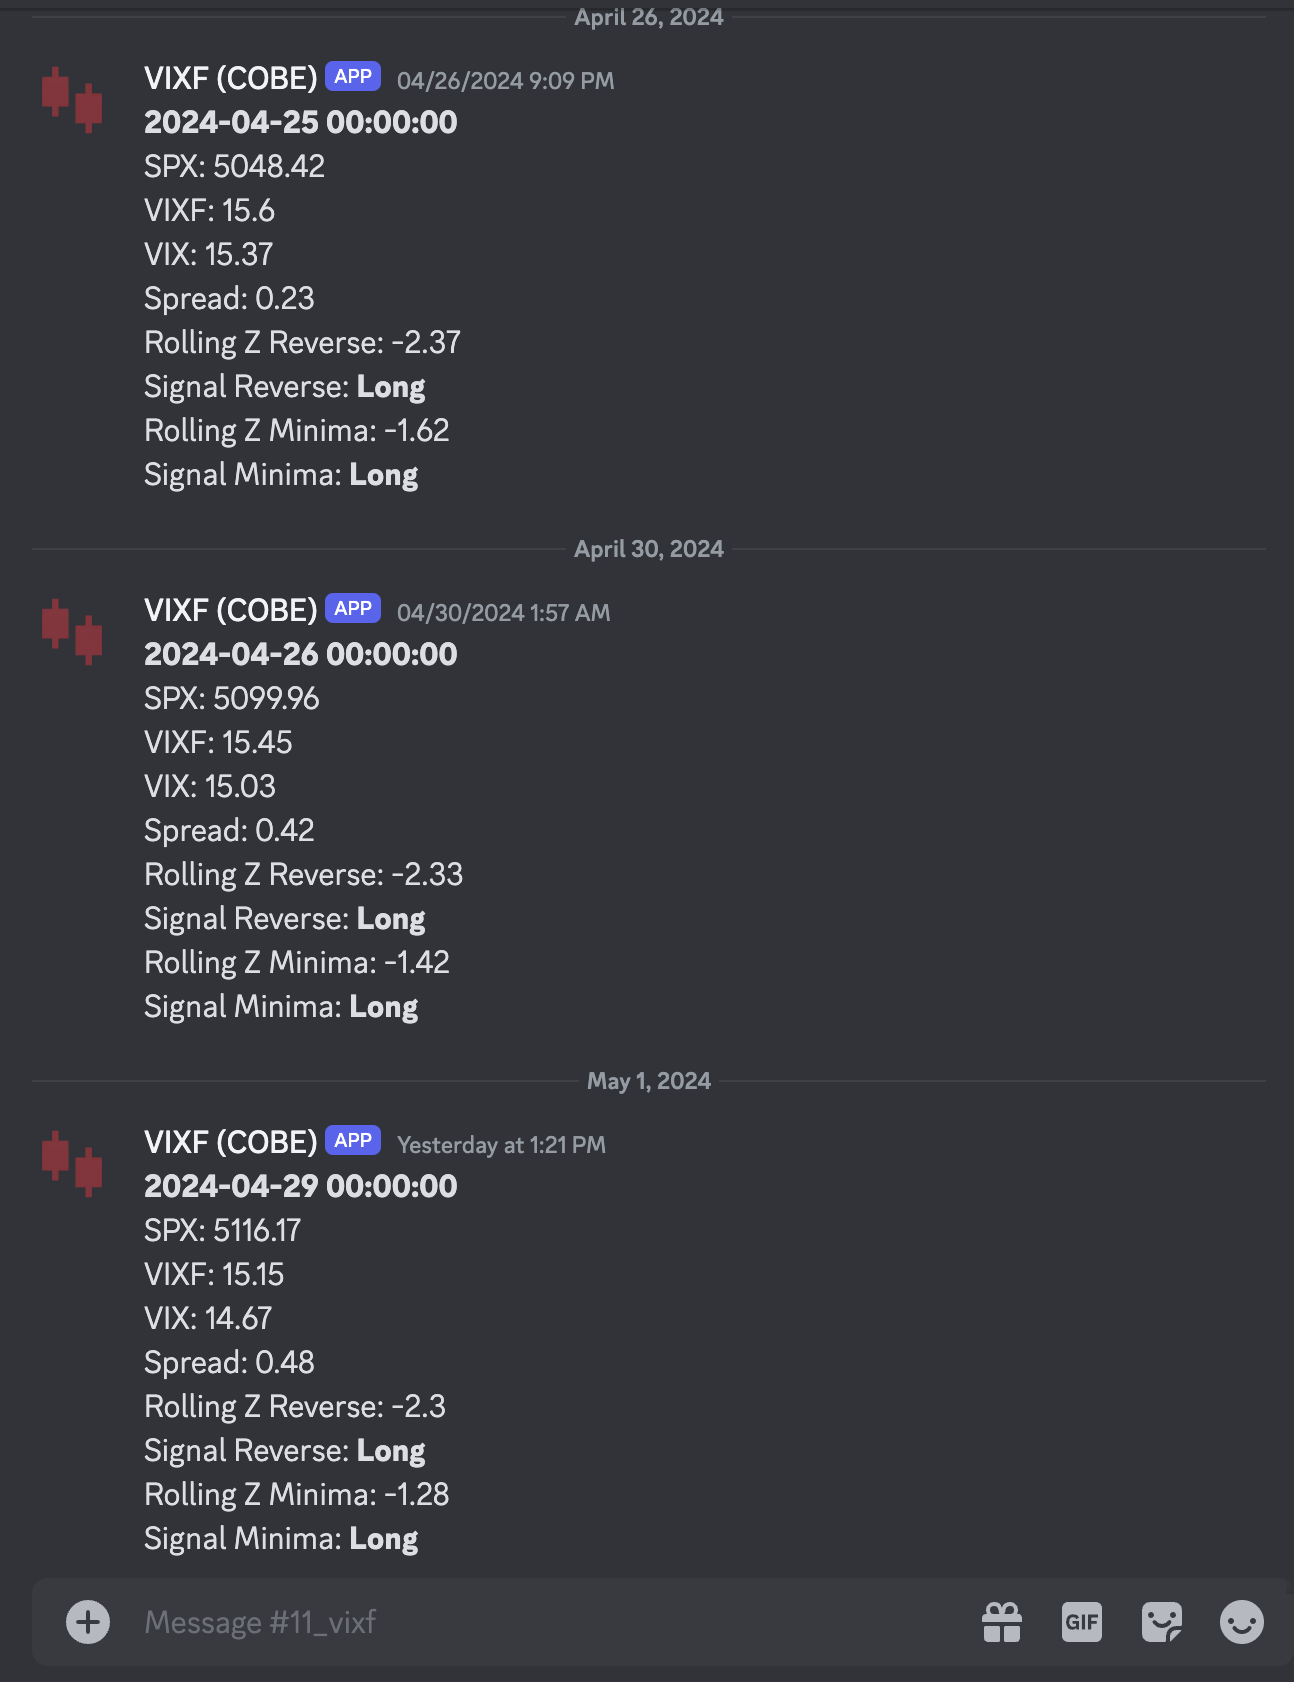 April 26, 2024
VIXF (COBE) APP 04/26/2024 9:09 PM
2024-04-25 00:00:00
SPX: 5048.42
VIXF: 15.6
VIX: 15.37
Spread: 0.23
Rolling Z Reverse: -2.37
Signal Reverse: Long
Rolling Z Minima: -1.62
Signal Minima: Long
April 30, 2024
VIXF (COBE) APP 04/30/2024 1:57 AM
2024-04-26 00:00:00
SPX: 5099.96
VIXF: 15.45
VIX: 15.03
Spread: 0.42
Rolling Z Reverse: -2.33
Signal Reverse: Long
Rolling Z Minima: -1.42
Signal Minima: Long
May 1, 2024
VIXF (COBE) APP Yesterday at 1:21 PM
2024-04-29 00:00:00
SPX: 5116.17
VIXF: 15.15
VIX: 14.67
Spread: 0.48
Rolling Z Reverse: -2.3
Signal Reverse: Long
Rolling Z Minima: -1.28
Signal Minima: Long
Message #11_vixf GIF